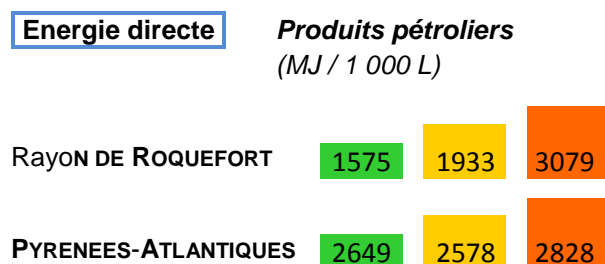 Energie directe Produits pétroliers
(MJ / 1 000 L)
Rayon de Roquefort 1575 1933 3079
Pyrenees-Atlantiques 2649 2578 2828